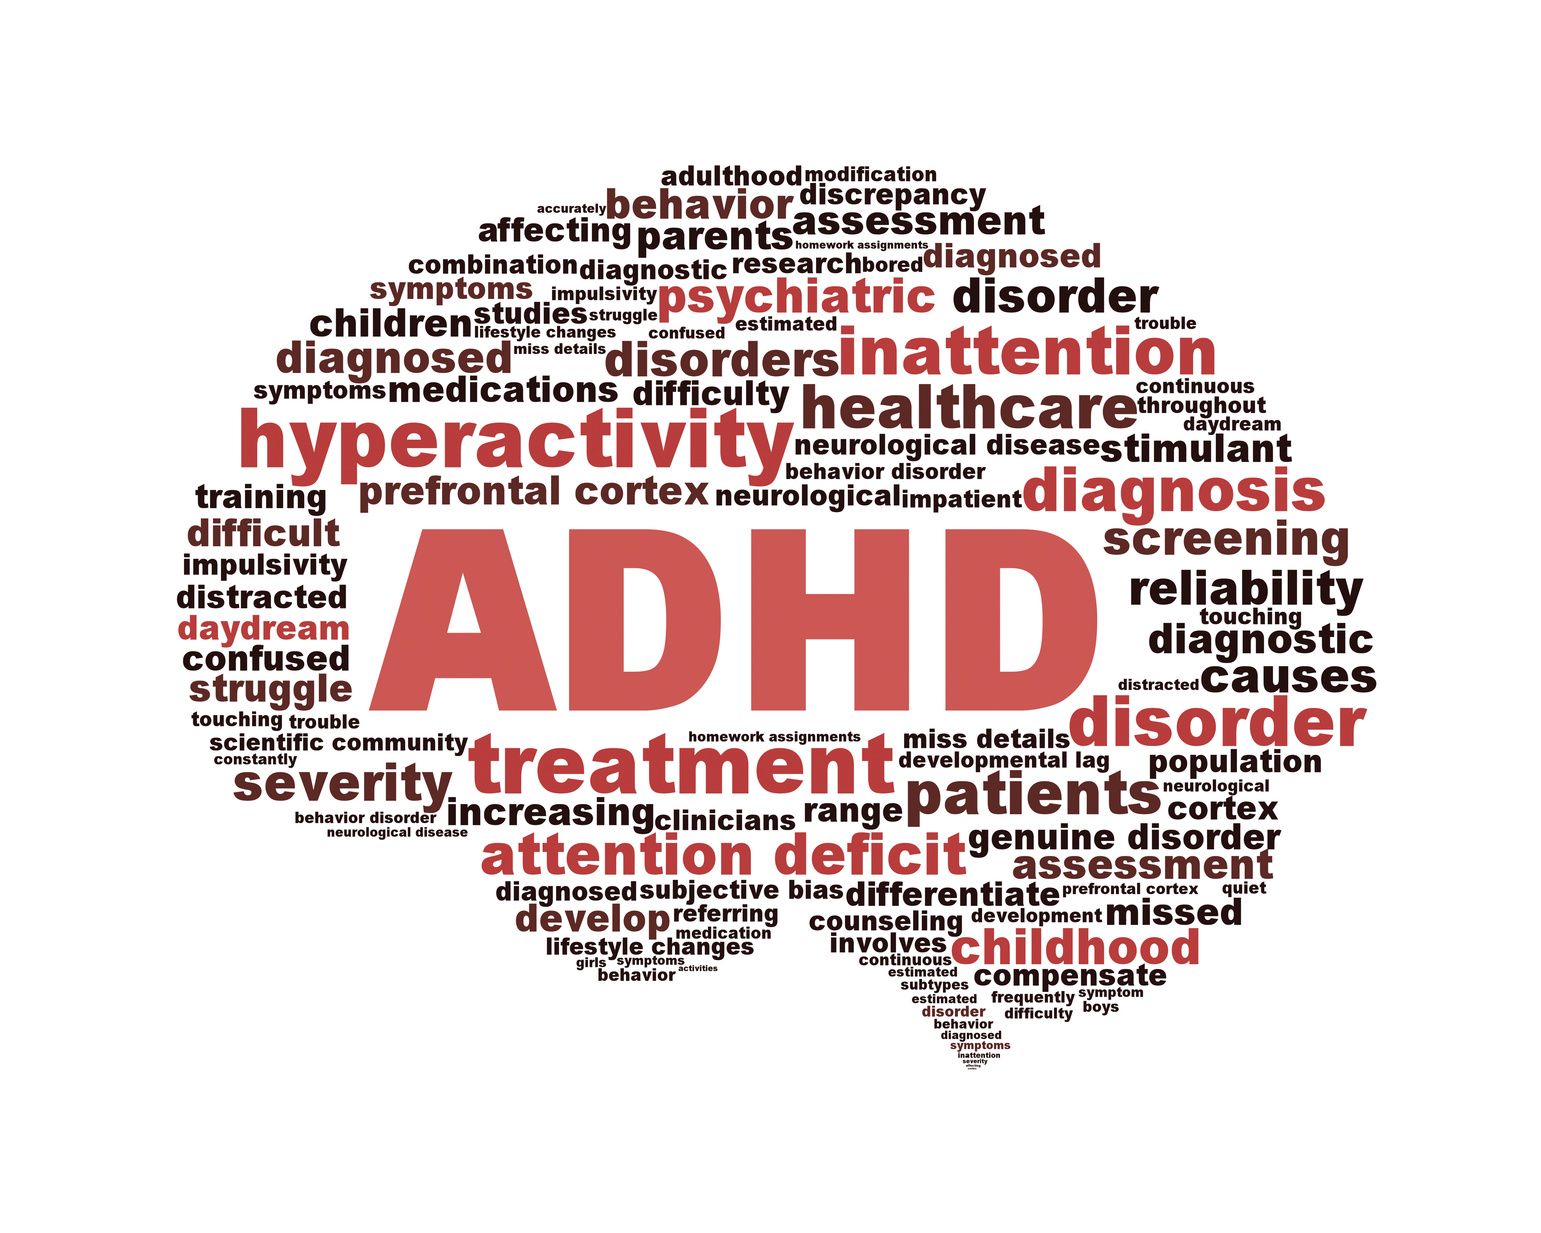 adulthood modification
accurately behavior discrepancy
affecting parents assessment
homework assignments
combination diagnostic research bored diagnosed
symptoms impulsivity psychiatric disorder
children studies struggle
lifestyle changes confused estimated inattention trouble
diagnosed miss details disorders
symptoms medications difficulty healthcare continuous
throughout
daydream
hyperactivity neurological disease stimulant
behavior disorder
training prefrontal cortex neurological impatient diagnosis
difficult
screening
impulsivity
distracted
reliability
daydream
touching
ADHD
confused
diagnostic
struggle
distracted causes
touching trouble
disorder
scientific community
homework assignments
miss details
constantly
treatment
developmental lag population
severity
patients neurological
behavior disorder increasing clinicians range cortex
neurological disease
attention deficit genuine disorder
assessment
diagnosed subjective bias differentiate prefrontal cortex quiet
develop referring counseling development missed
medication
lifestyle changes involves childhood
girls symptoms continuous
behavior activities estimated compensate
subtypes
estimated frequently symptom
disorder difficulty boys
behavior
diagnosed
symptoms
inattention
severity